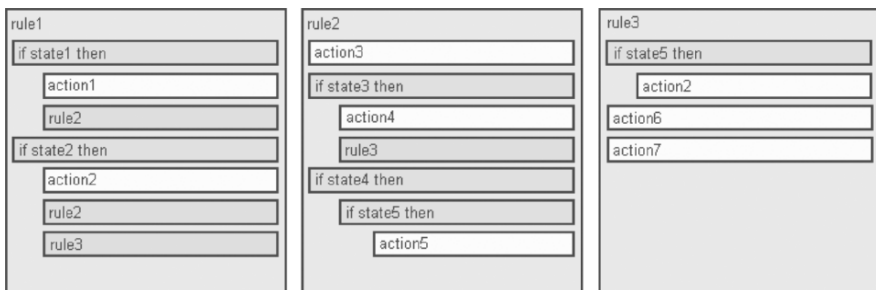 rule1
if state1 then
action1
rule2
if state2 then
action2
rule2
rule3
rule2
action3
if state3 then
action4
rule3
if state4 then
if state5 then
action5
rule3
if state5 then
action2
action6
action7